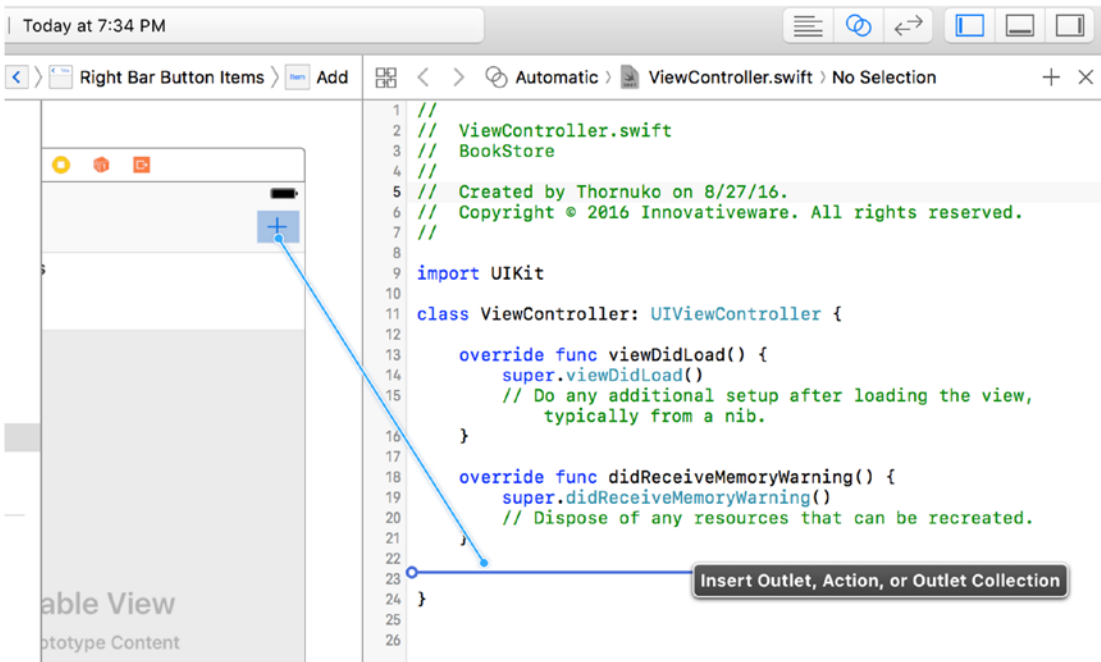 Today at 7:34 PM
Right Bar Button Items Item Add
Automatic ViewController.swift No Selection
1 //
2 //  ViewController.swift
3 //  BookStore
4 //
5 //  Created by Thornuko on 8/27/16.
6 //  Copyright © 2016 Innovativeware. All rights reserved.
7 //
8
9 import UIKit
10
11 class ViewController: UIViewController {
12
13     override func viewDidLoad() {
14         super.viewDidLoad()
15         // Do any additional setup after loading the view,
typically from a nib.
16     }
17
18     override func didReceiveMemoryWarning() {
19         super.didReceiveMemoryWarning()
20         // Dispose of any resources that can be recreated.
21     }
22
23
Insert Outlet, Action, or Outlet Collection
24 }
25
26
s
able View
ototype Content